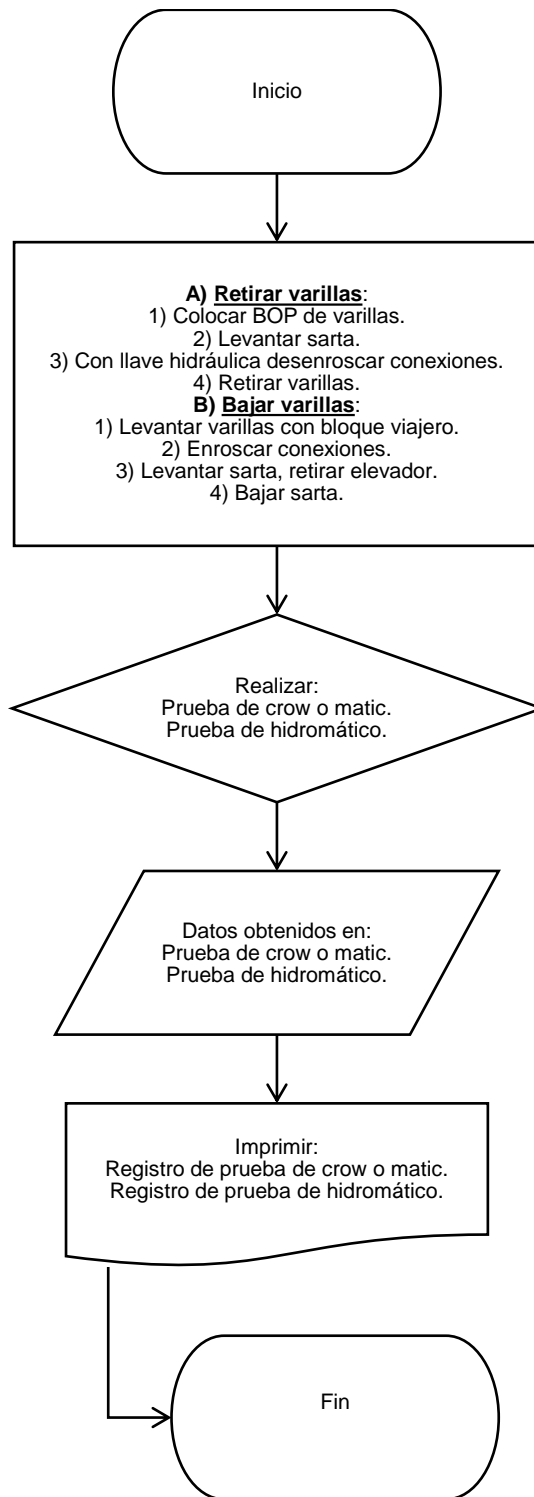 Inicio
A) Retirar varillas:
1) Colocar BOP de varillas.
2) Levantar sarta.
3) Con llave hidráulica desenroscar conexiones.
4) Retirar varillas.
B) Bajar varillas:
1) Levantar varillas con bloque viajero.
2) Enroscar conexiones.
3) Levantar sarta, retirar elevador.
4) Bajar sarta.
Realizar:
Prueba de crow o matic.
Prueba de hidromático.
Datos obtenidos en:
Prueba de crow o matic.
Prueba de hidromático.
Imprimir:
Registro de prueba de crow o matic.
Registro de prueba de hidromático.
Fin